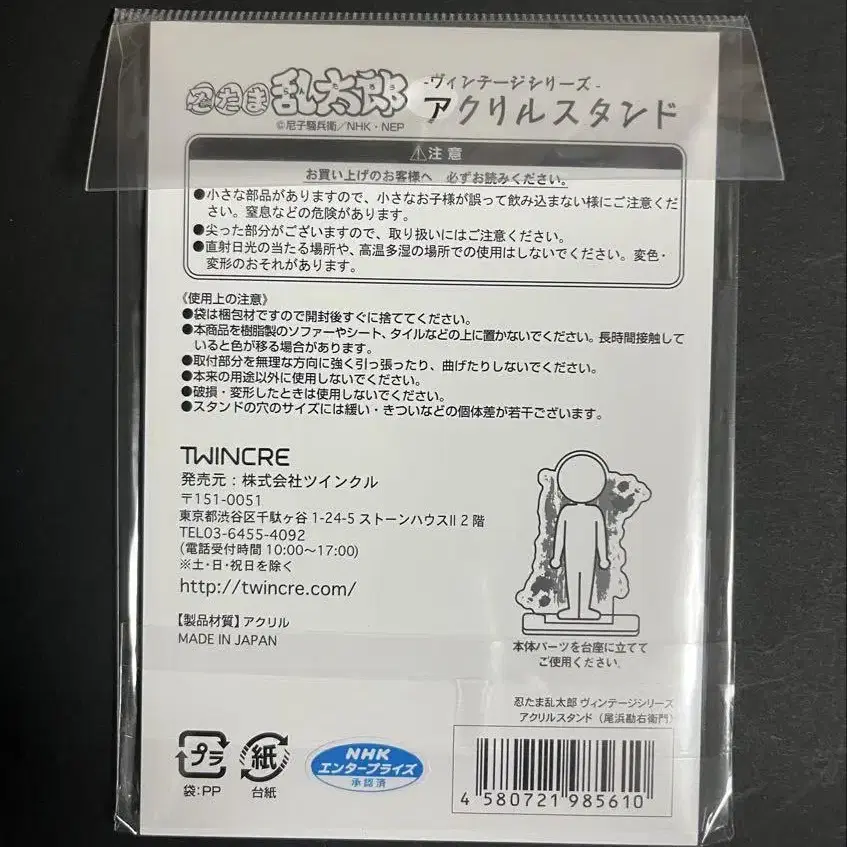 忍たま乱太郎
-ヴィンテージシリーズ-
アクリルスタンド
©尼子騒兵衛/NHK・NEP
⚠注意
お買い上げのお客様へ 必ずお読みください。
●小さな部品がありますので、小さなお子様が誤って飲み込まない様にご注意くだ
さい。窒息などの危険があります。
●尖った部分がございますので、取り扱いにはご注意ください。
●直射日光の当たる場所や、高温多湿の場所での使用はしないでください。変色・
変形のおそれがあります。
《使用上の注意》
●袋は梱包材ですので開封後すぐに捨ててください。
●本商品を樹脂製のソファーやシート、タイルなどの上に置かないでください。長時間接触して
いると色が移る場合があります。
●取付部分を無理な方向に強く引っ張ったり、曲げたりしないでください。
●本来の用途以外に使用しないでください。
●破損・変形したときは使用しないでください。
●スタンドの穴のサイズには緩い・きついなどの個体差が若干ございます。
TWINCRE
発売元：株式会社ツインクル
〒151-0051
東京都渋谷区千駄ヶ谷 1-24-5 ストーンハウスII 2 階
TEL03-6455-4092
(電話受付時間 10:00～17:00)
※土・日・祝日を除く
http://twincre.com/
【製品材質】アクリル
MADE IN JAPAN
本体パーツを台座に立てて
ご使用ください。
忍たま乱太郎 ヴィンテージシリーズ
アクリルスタンド（尾浜勘右衛門）
プラ
袋：PP
紙
台紙
NHK
エンタープライズ
承認済
4 580721 985610